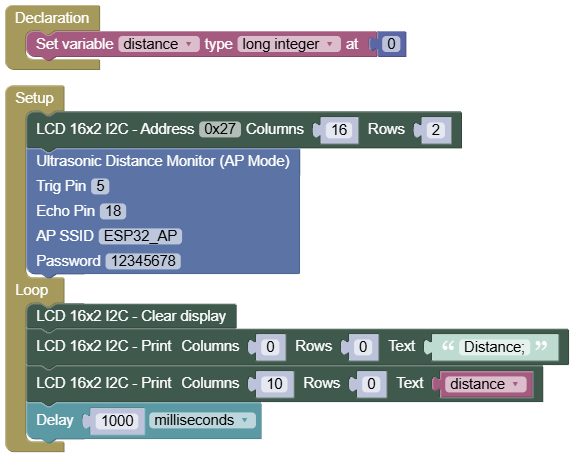 Declaration
Set variable distance type long integer at 0
Setup
LCD 16x2 I2C - Address 0x27 Columns 16 Rows 2
Ultrasonic Distance Monitor (AP Mode)
Trig Pin 5
Echo Pin 18
AP SSID ESP32_AP
Password 12345678
Loop
LCD 16x2 I2C - Clear display
LCD 16x2 I2C - Print Columns 0 Rows 0 Text “ Distance; ”
LCD 16x2 I2C - Print Columns 10 Rows 0 Text distance
Delay 1000 milliseconds